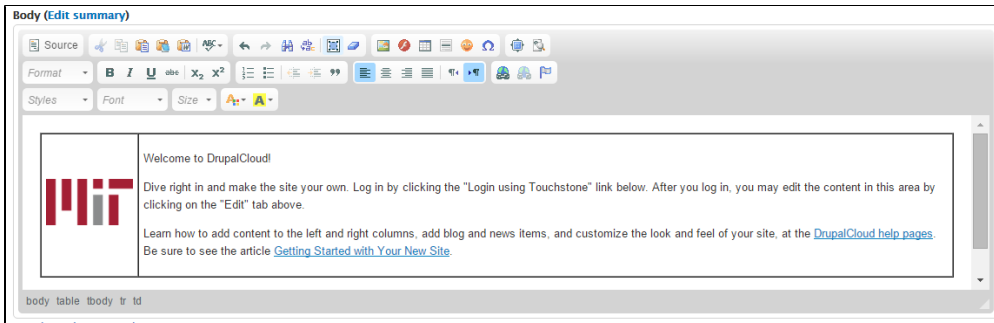 Body (Edit summary)
Source ABC
Format B I U abc X₂ X² ”
Styles Font Size A A
Welcome to DrupalCloud!
MIT Dive right in and make the site your own. Log in by clicking the "Login using Touchstone" link below. After you log in, you may edit the content in this area by
clicking on the "Edit" tab above.
Learn how to add content to the left and right columns, add blog and news items, and customize the look and feel of your site, at the DrupalCloud help pages.
Be sure to see the article Getting Started with Your New Site.
body table tbody tr td